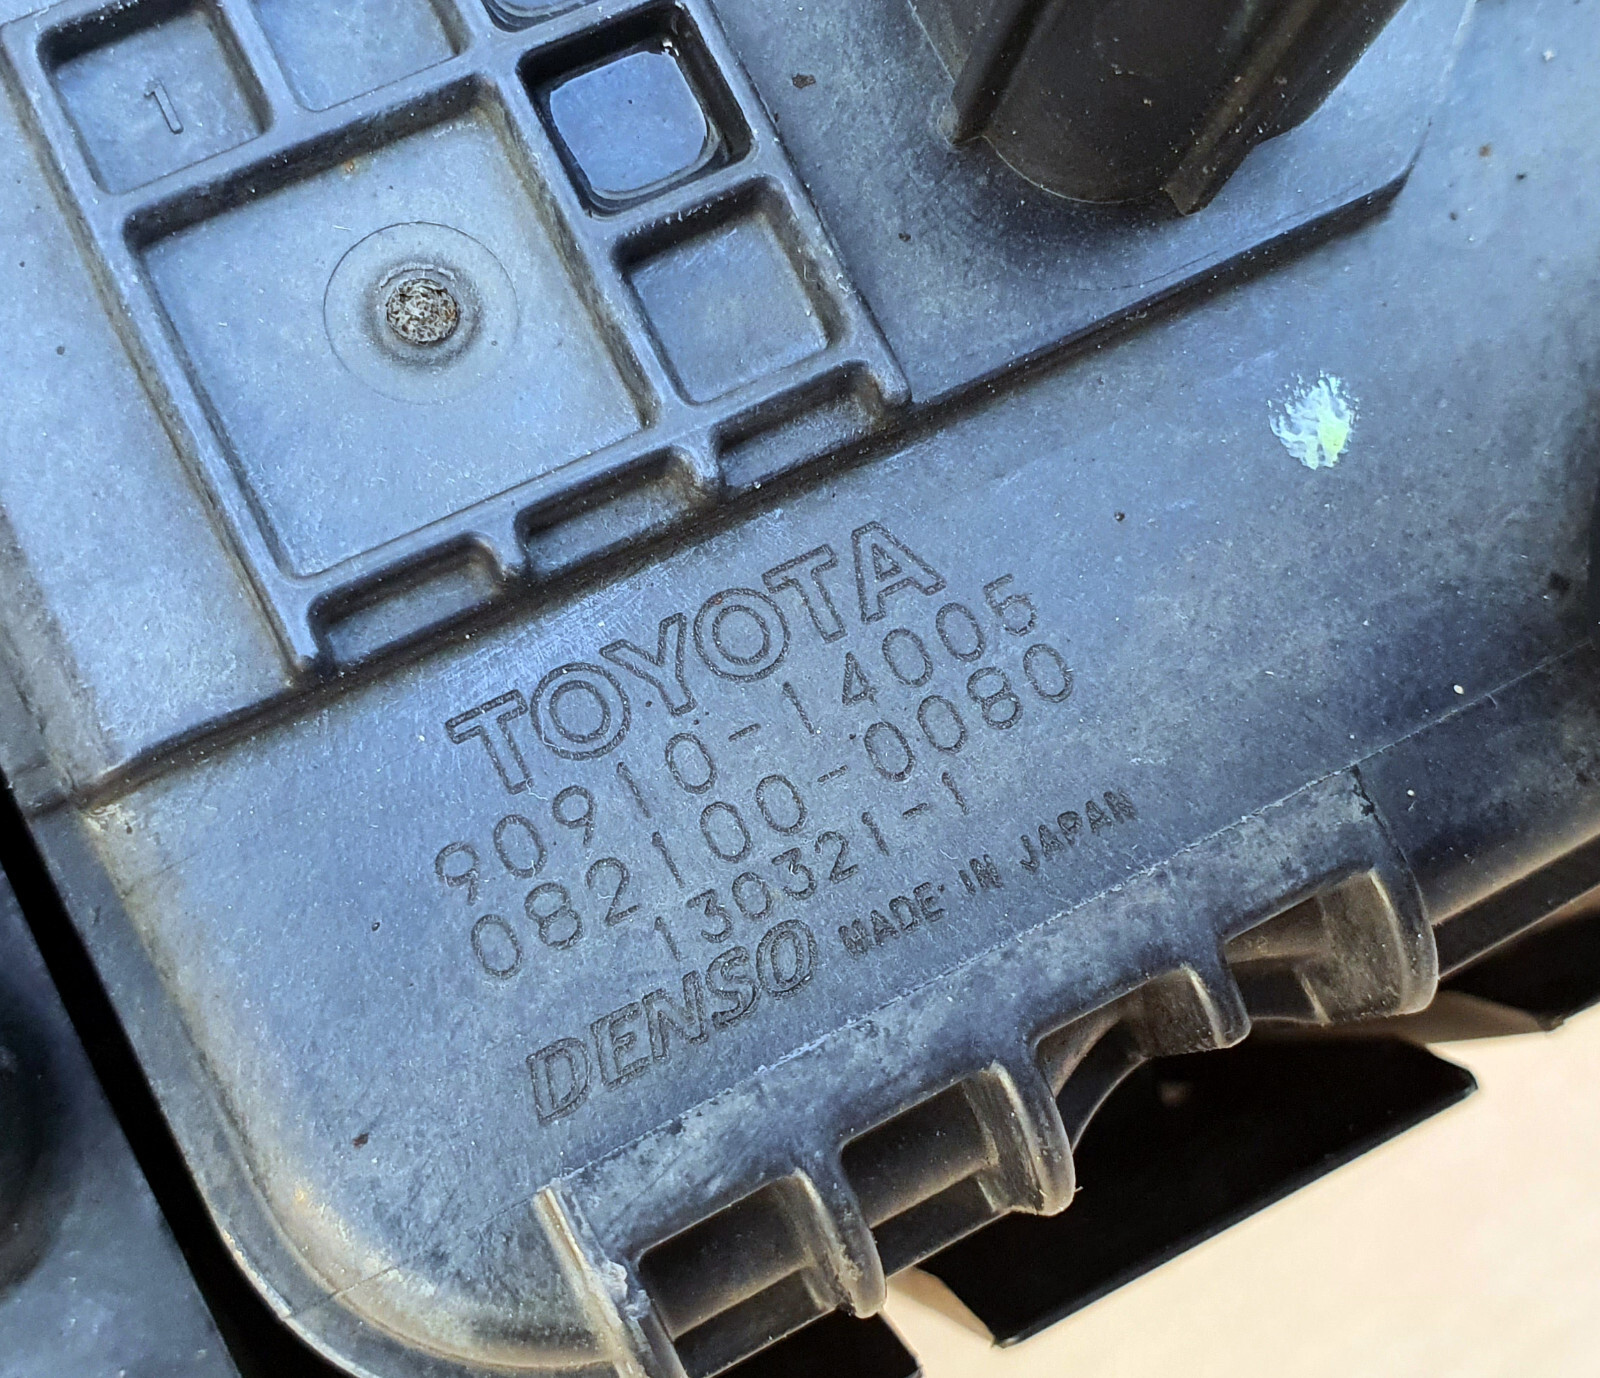 1
TOYOTA
90910-14005
082100-0080
130321-1
DENSO MADE IN JAPAN